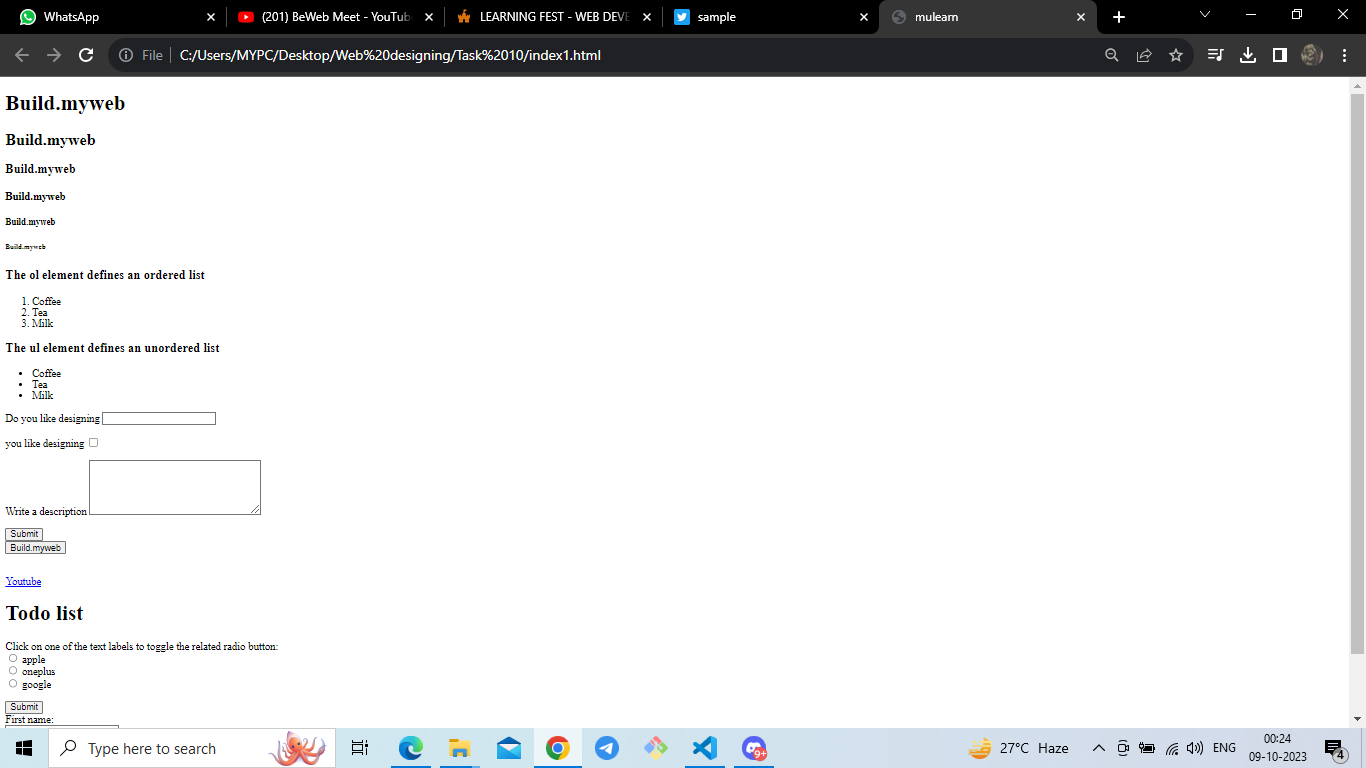 WhatsApp
(201) BeWeb Meet - YouTub
LEARNING FEST - WEB DEVE
sample
mulearn
File
C:/Users/MYPC/Desktop/Web%20designing/Task%2010/index1.html
Build.myweb
Build.myweb
Build.myweb
Build.myweb
Build.myweb
Build.myweb
The ol element defines an ordered list
1. Coffee
2. Tea
3. Milk
The ul element defines an unordered list
• Coffee
• Tea
• Milk
Do you like designing
you like designing
Write a description
Submit
Build.myweb
Youtube
Todo list
Click on one of the text labels to toggle the related radio button:
apple
oneplus
google
Submit
First name:
Type here to search
9+
27°C Haze
ENG
00:24
09-10-2023
4